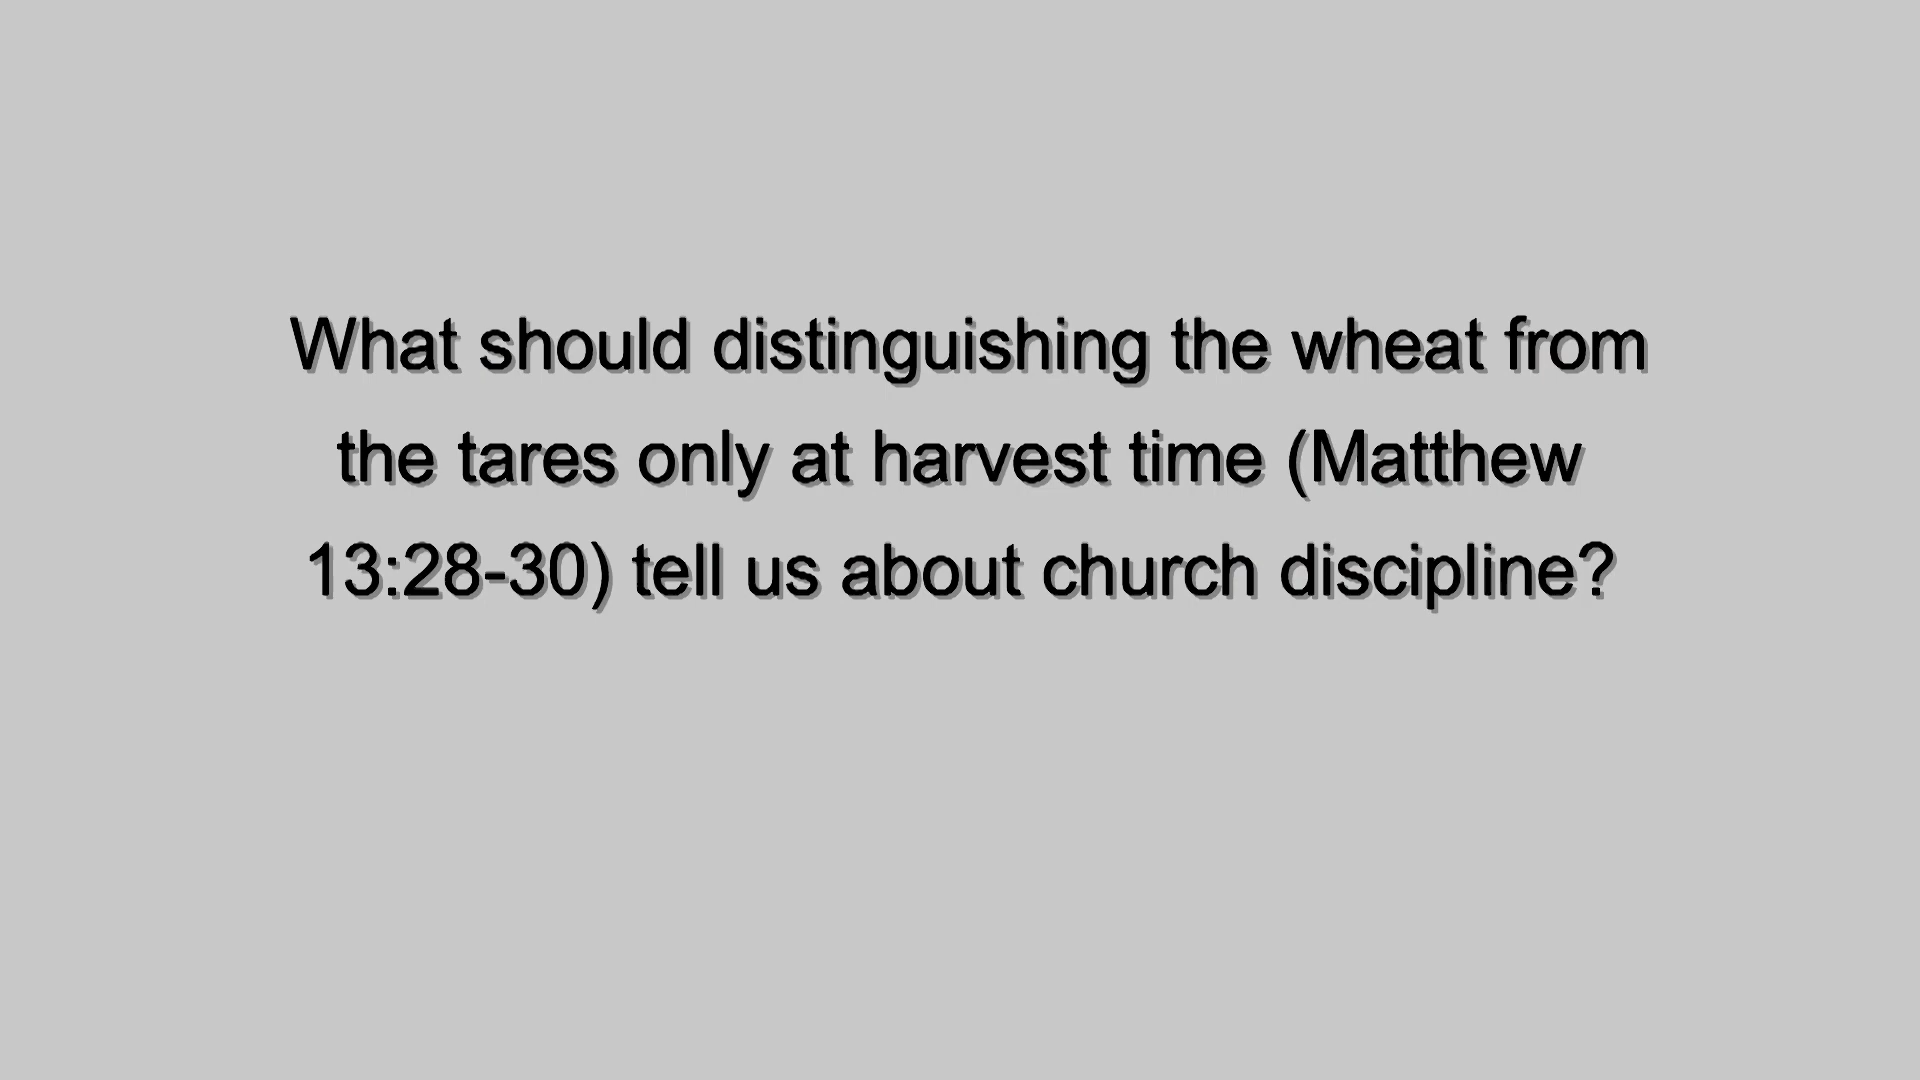 What should distinguishing the wheat from
the tares only at harvest time (Matthew
13:28-30) tell us about church discipline?